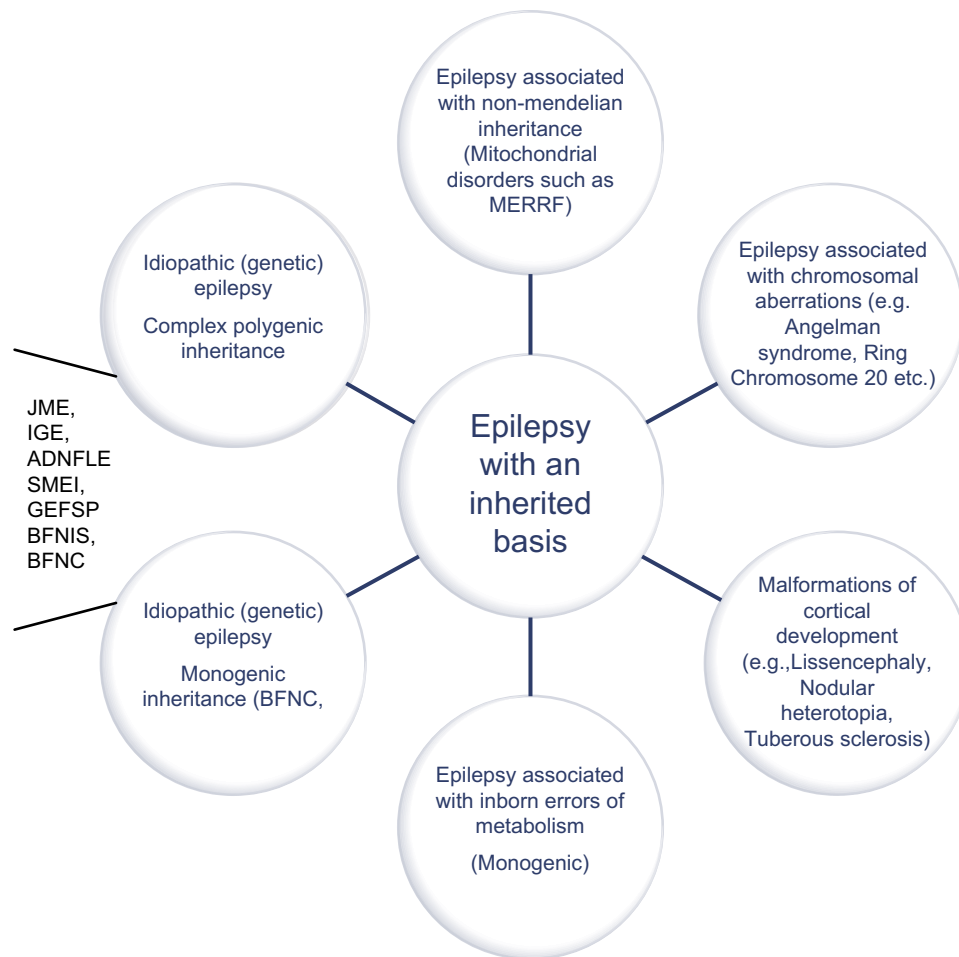 Epilepsy associated
with non-mendelian
inheritance
(Mitochondrial
disorders such as
MERRF)
Idiopathic (genetic)
epilepsy
Complex polygenic
inheritance
Epilepsy associated
with chromosomal
aberrations (e.g.
Angelman
syndrome, Ring
Chromosome 20 etc.)
JME,
IGE,
ADNFLE
SMEI,
GEFSP
BFNIS,
BFNC
Epilepsy
with an
inherited
basis
Idiopathic (genetic)
epilepsy
Monogenic
inheritance (BFNC,
Malformations of
cortical
development
(e.g.,Lissencephaly,
Nodular
heterotopia,
Tuberous sclerosis)
Epilepsy associated
with inborn errors of
metabolism
(Monogenic)